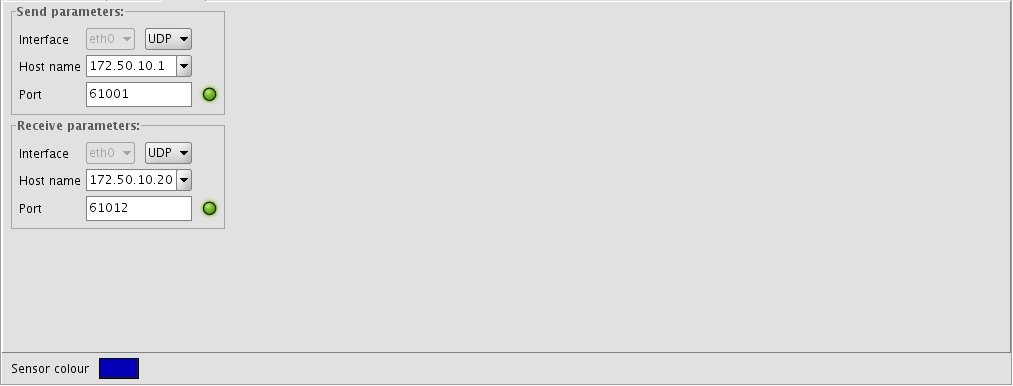 Send parameters:
Interface eth0 UDP
Host name 172.50.10.1
Port 61001
Receive parameters:
Interface eth0 UDP
Host name 172.50.10.20
Port 61012
Sensor colour